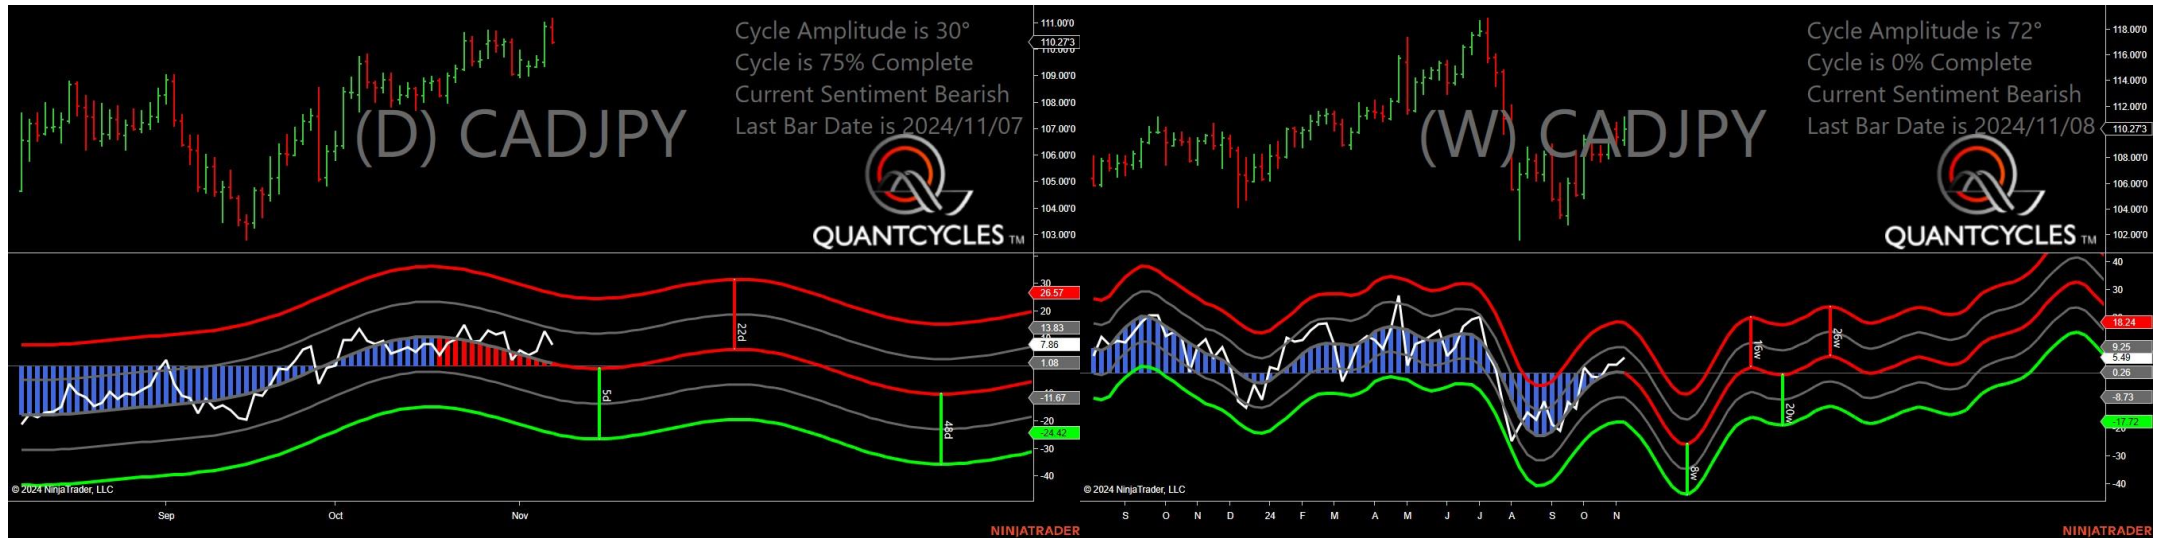 Cycle Amplitude is 30°
Cycle is 75% Complete
Current Sentiment Bearish
Last Bar Date is 2024/11/07
(D) CADJPY
QUANTCYCLES TM
111.00'0
110.27'3
109.00'0
108.00'0
107.00'0
106.00'0
105.00'0
104.00'0
103.00'0
30
26.57
20
13.83
7.86
1.08
-11.67
-20
-24.42
-30
-40
22d
5d
48d
© 2024 NinjaTrader, LLC
Sep Oct Nov
NINJATRADER
Cycle Amplitude is 72°
Cycle is 0% Complete
Current Sentiment Bearish
Last Bar Date is 2024/11/08
(W) CADJPY
QUANTCYCLES TM
118.00'0
116.00'0
114.00'0
112.00'0
110.27'3
108.00'0
106.00'0
104.00'0
102.00'0
40
30
18.24
9.25
5.49
0.26
-8.73
-17.72
-30
-40
16w
26w
20w
8w
© 2024 NinjaTrader, LLC
S O N D 24 F M A M J J A S O N
NINJATRADER